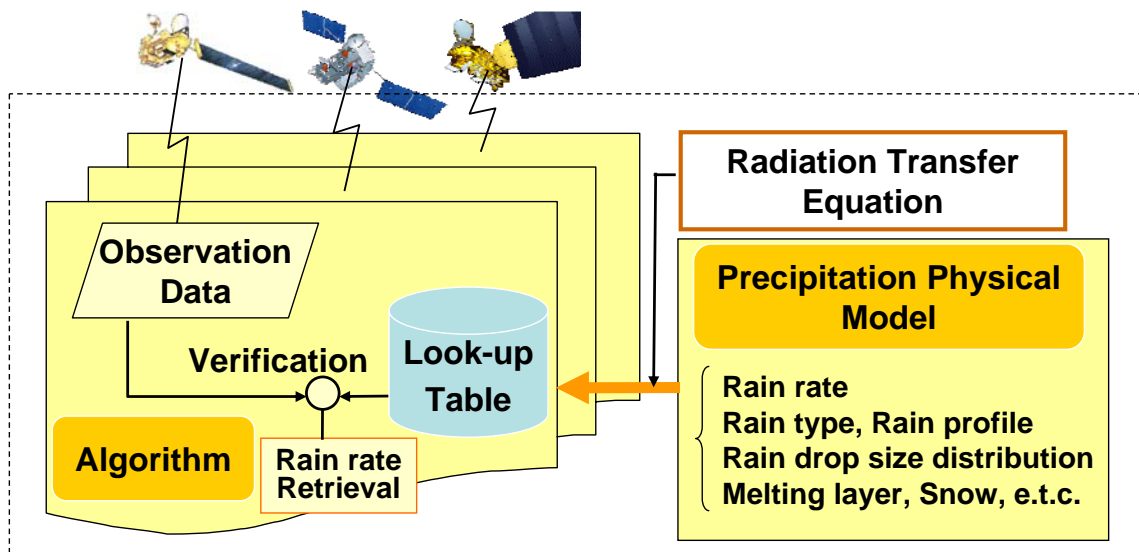 Radiation Transfer
Equation
Observation
Data
Verification
Look-up
Table
Algorithm
Rain rate
Retrieval
Precipitation Physical
Model
Rain rate
Rain type, Rain profile
Rain drop size distribution
Melting layer, Snow, e.t.c.